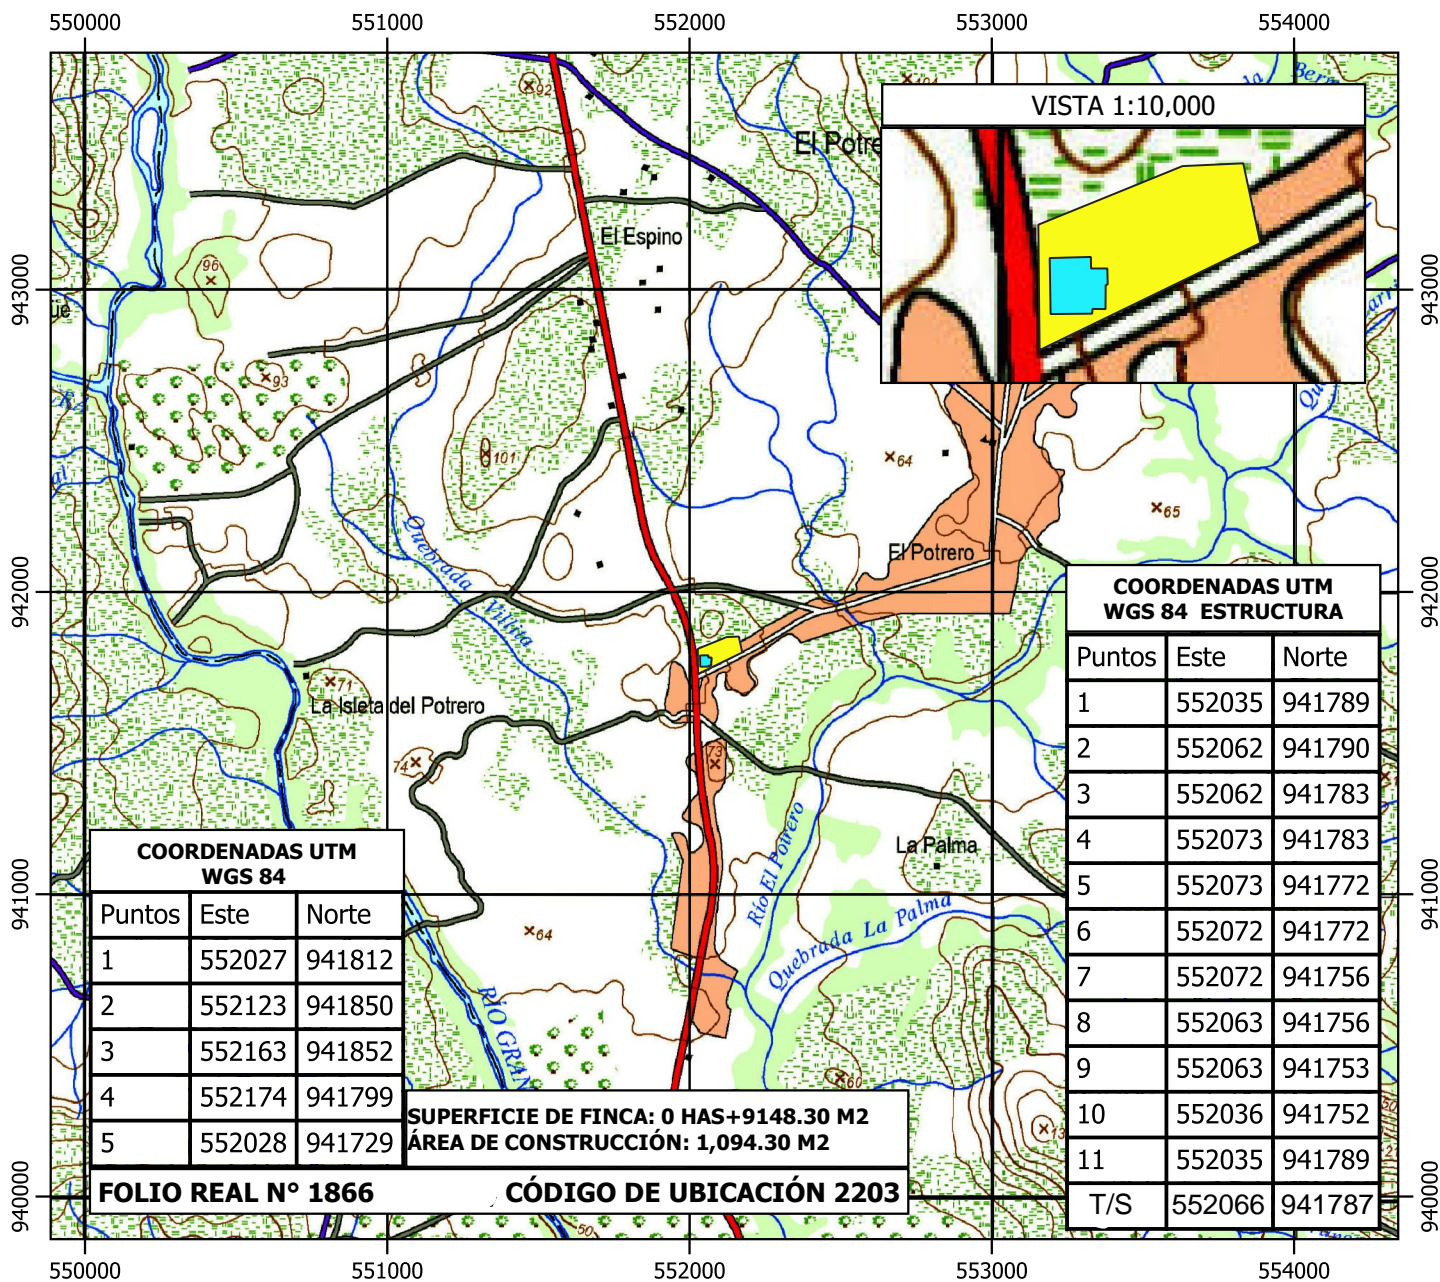 550000 551000 552000 553000 554000
92
104
Berm
VISTA 1:10,000
El Potre
El Espino
96
943000 943000
93
101
64
65
El Potrero
Quebrada Villita
942000 942000
71
La Isleta del Potrero
74
73
Río El Potrero
La Palma
Quebrada La Palma
941000 941000
64
RÍO GRAN
60
50
940000 940000
COORDENADAS UTM
WGS 84 ESTRUCTURA
Puntos Este Norte
1 552035 941789
2 552062 941790
3 552062 941783
4 552073 941783
5 552073 941772
6 552072 941772
7 552072 941756
8 552063 941756
9 552063 941753
10 552036 941752
11 552035 941789
T/S 552066 941787
COORDENADAS UTM
WGS 84
Puntos Este Norte
1 552027 941812
2 552123 941850
3 552163 941852
4 552174 941799
5 552028 941729
SUPERFICIE DE FINCA: 0 HAS+9148.30 M2
ÁREA DE CONSTRUCCIÓN: 1,094.30 M2
FOLIO REAL N° 1866 CÓDIGO DE UBICACIÓN 2203
550000 551000 552000 553000 554000